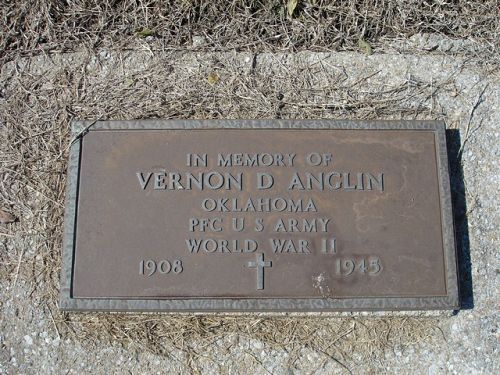 IN MEMORY OF
VERNON D ANGLIN
OKLAHOMA
PFC U S ARMY
WORLD WAR II
1908 1945